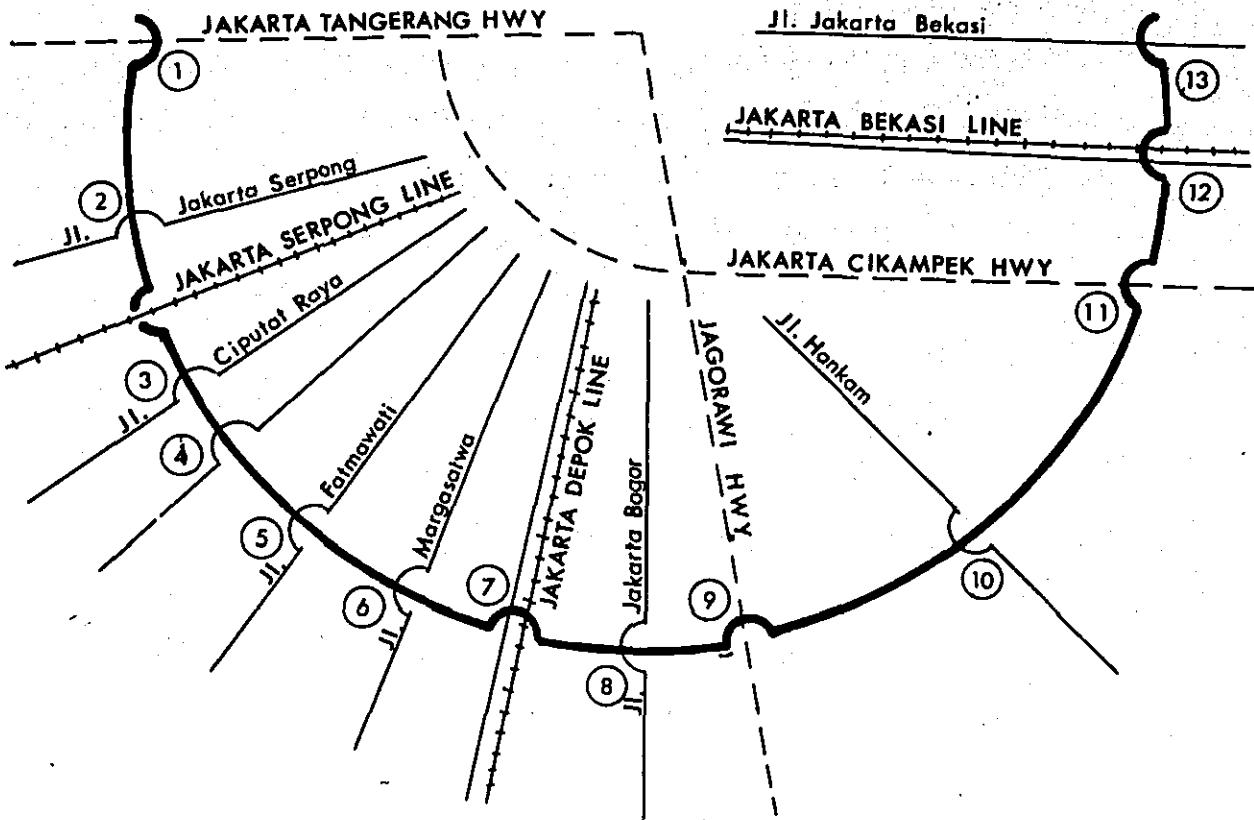 JAKARTA TANGERANG HWY
Jl. Jakarta Bekasi
1
13
JAKARTA BEKASI LINE
12
2
Jl. Jakarta Serpong
JAKARTA SERPONG LINE
JAKARTA CIKAMPEK HWY
11
3
Jl. Ciputat Raya
4
5
Jl. Fatmawati
6
Jl. Margasatwa
7
JAKARTA DEPOK LINE
8
Jl. Jakarta Bogor
9
JAGORAWI HWY
Jl. Hankam
10